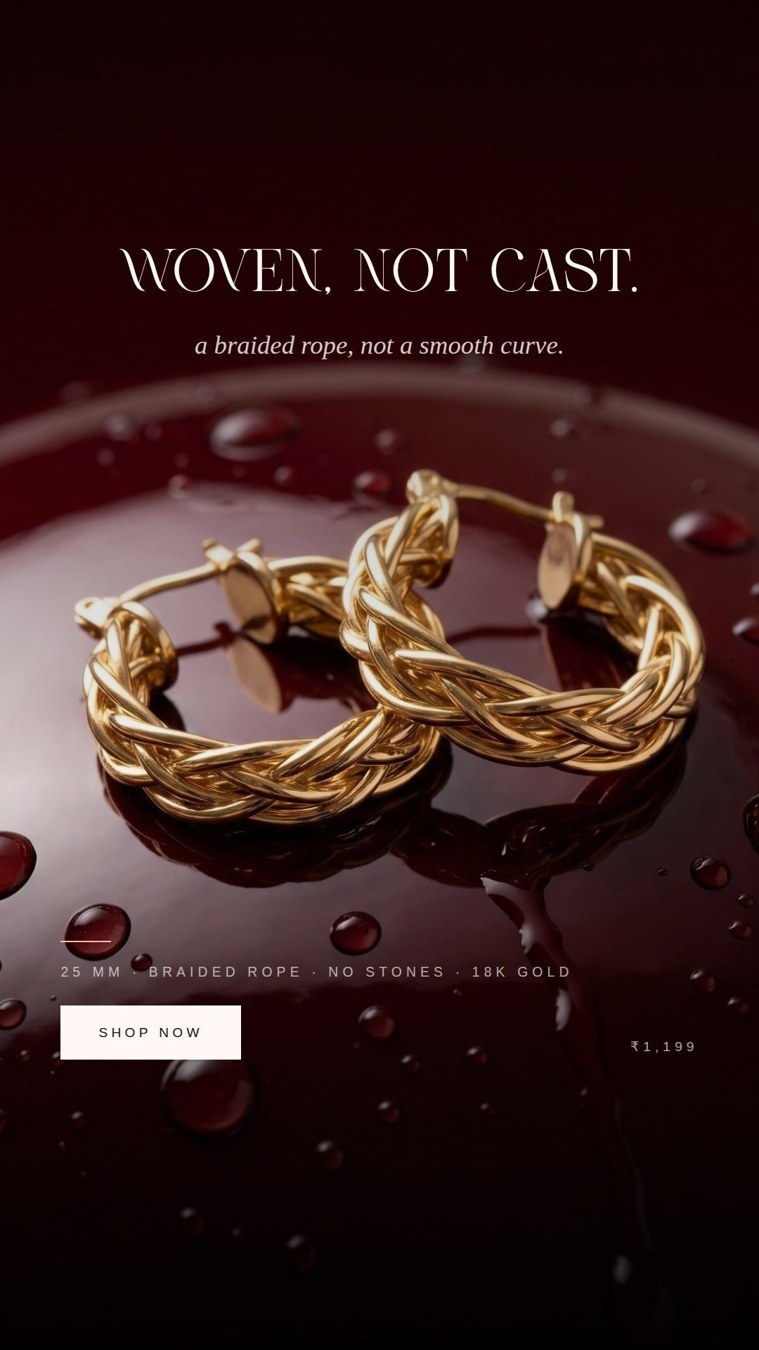 WOVEN, NOT CAST.
a braided rope, not a smooth curve.
25 MM · BRAIDED ROPE · NO STONES · 18K GOLD
SHOP NOW
₹1,199